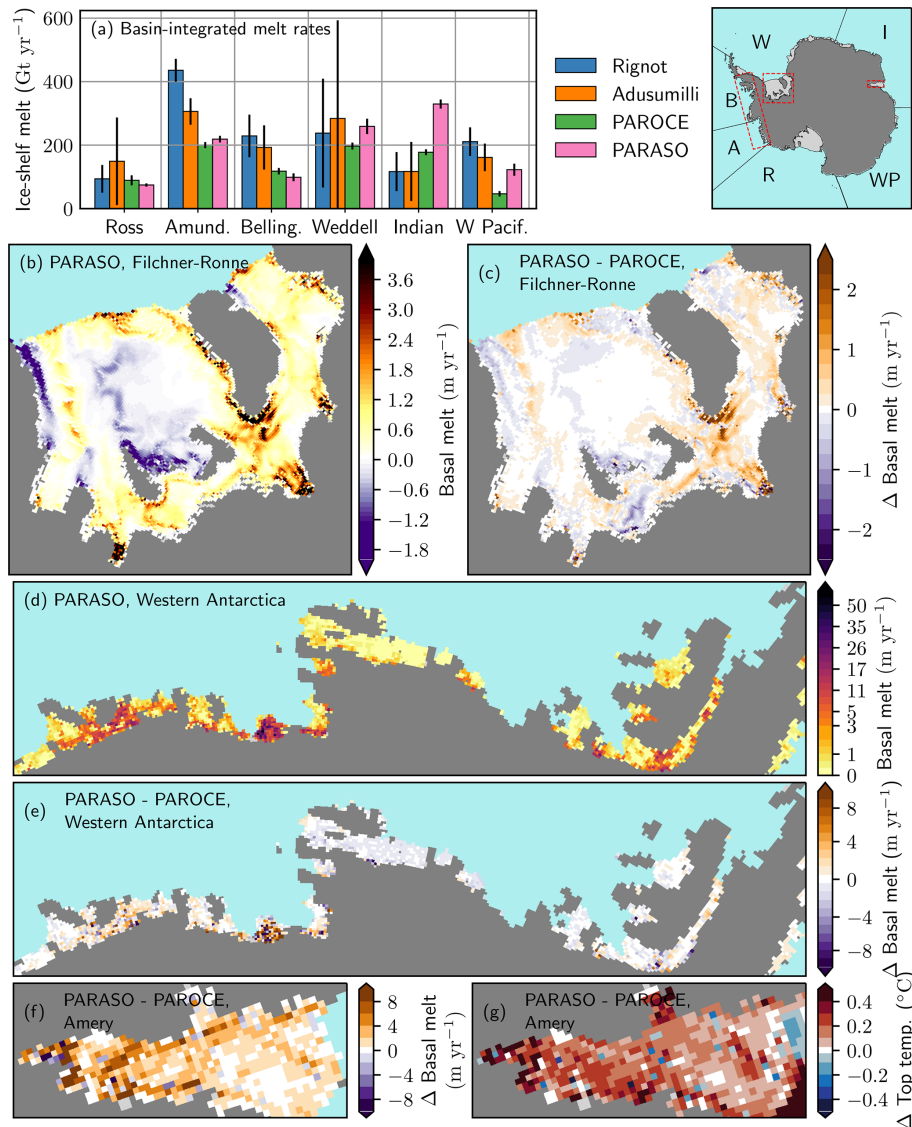 (a) Basin-integrated melt rates
Ice-shelf melt (Gt yr⁻¹)
600
400
200
0
Ross Amund. Belling. Weddell Indian W Pacif.
Rignot
Adusumilli
PAROCE
PARASO
W
I
B
A
R
WP
(b) PARASO, Filchner-Ronne
3.6
3.0
2.4
1.8
1.2
0.6
0.0
−0.6
−1.2
−1.8
Basal melt (m yr⁻¹)
(c) PARASO - PAROCE,
Filchner-Ronne
2
1
0
−1
−2
Δ Basal melt (m yr⁻¹)
(d) PARASO, Western Antarctica
50
35
26
17
11
5
3
1
0
Basal melt (m yr⁻¹)
(e) PARASO - PAROCE,
Western Antarctica
8
4
0
−4
−8
Δ Basal melt (m yr⁻¹)
(f) PARASO - PAROCE,
Amery
8
4
0
−4
−8
Δ Basal melt
(m yr⁻¹)
(g) PARASO - PAROCE,
Amery
0.4
0.2
0.0
−0.2
−0.4
Δ Top temp. (°C)